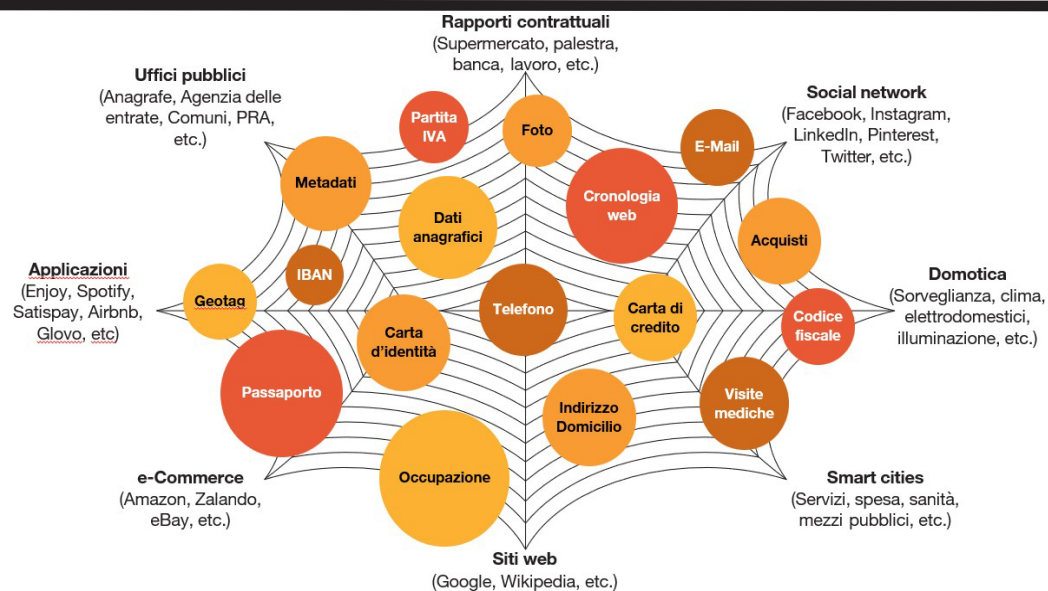 Rapporti contrattuali
(Supermercato, palestra,
banca, lavoro, etc.)
Uffici pubblici
(Anagrafe, Agenzia delle
entrate, Comuni, PRA,
etc.)
Social network
(Facebook, Instagram,
LinkedIn, Pinterest,
Twitter, etc.)
Partita
IVA
Foto
E-Mail
Metadati
Cronologia
web
Dati
anagrafici
Acquisti
Applicazioni
(Enjoy, Spotify,
Satispay, Airbnb,
Glovo, etc)
IBAN
Geotag
Telefono
Carta di
credito
Codice
fiscale
Domotica
(Sorveglianza, clima,
elettrodomestici,
illuminazione, etc.)
Carta
d'identità
Passaporto
Indirizzo
Domicilio
Visite
mediche
Occupazione
e-Commerce
(Amazon, Zalando,
eBay, etc.)
Smart cities
(Servizi, spesa, sanità,
mezzi pubblici, etc.)
Siti web
(Google, Wikipedia, etc.)